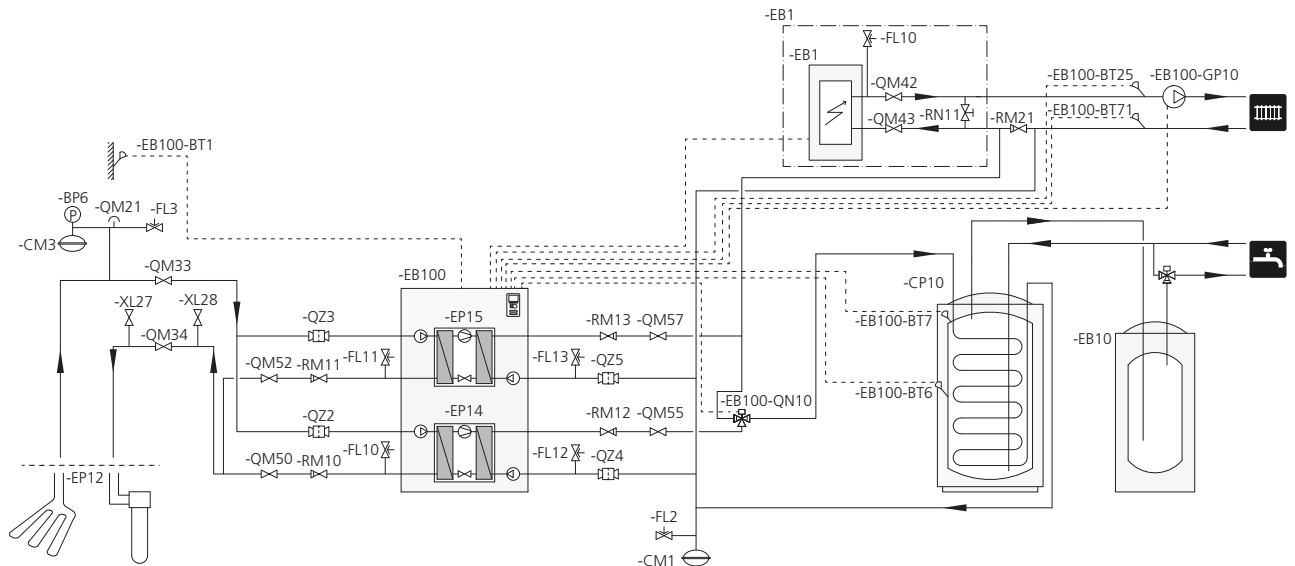 -EB1
-FL10
-EB1
-QM42
-EB100-BT25
-EB100-GP10
-QM43
-RN11
-RM21
-EB100-BT71
-EB100-BT1
-BP6
P
-QM21
-FL3
-CM3
-QM33
-XL27
-XL28
-QM34
-EB100
-CP10
-QZ3
-EP15
-RM13
-QM57
-EB100-BT7
-EB10
-QM52
-RM11
-FL11
-FL13
-QZ5
-EB100-BT6
-EB100-QN10
-QZ2
-EP14
-RM12
-QM55
-QM50
-RM10
-FL10
-FL12
-QZ4
-EP12
-FL2
-CM1